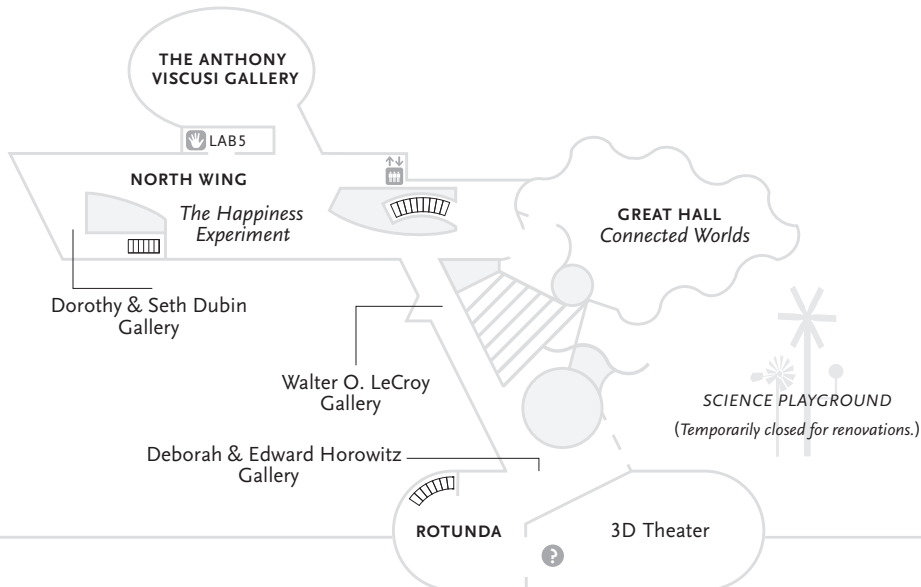 THE ANTHONY
VISCUSI GALLERY
LAB5
NORTH WING
The Happiness
Experiment
GREAT HALL
Connected Worlds
Dorothy & Seth Dubin
Gallery
Walter O. LeCroy
Gallery
SCIENCE PLAYGROUND
(Temporarily closed for renovations.)
Deborah & Edward Horowitz
Gallery
ROTUNDA
3D Theater
?